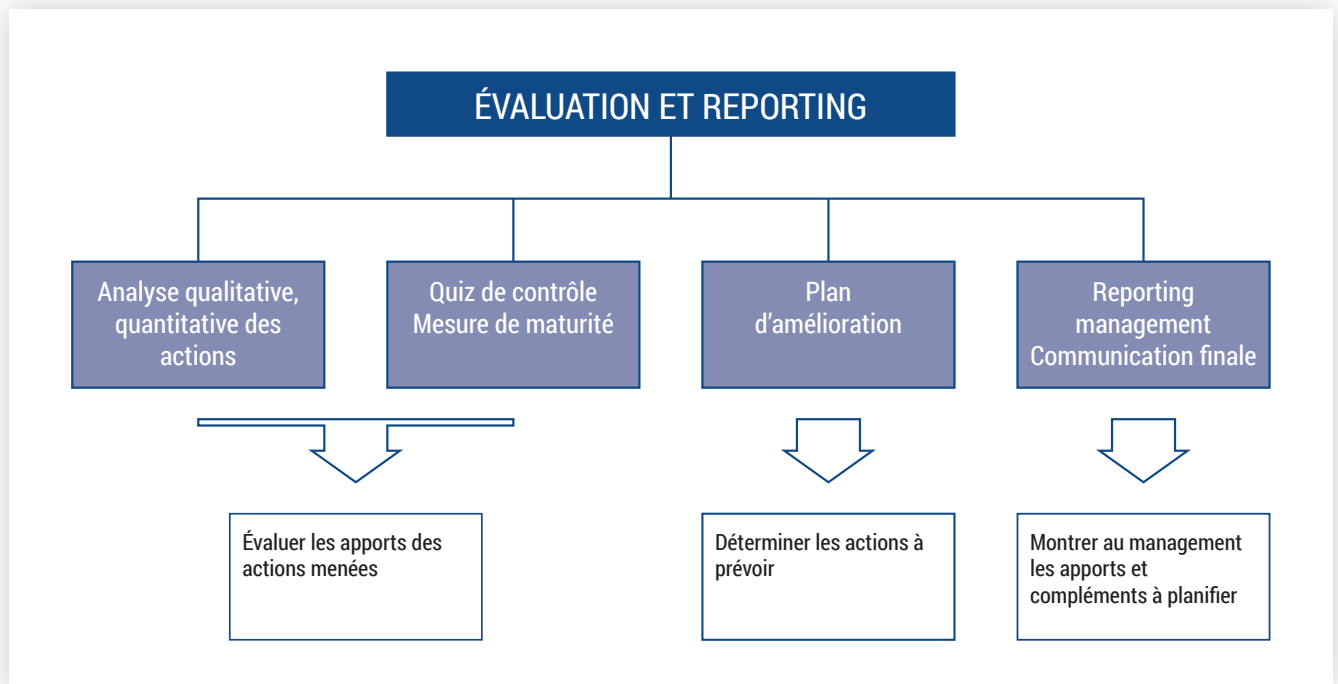 ÉVALUATION ET REPORTING
Analyse qualitative,
quantitative des
actions
Quiz de contrôle
Mesure de maturité
Plan
d’amélioration
Reporting
management
Communication finale
Évaluer les apports des
actions menées
Déterminer les actions à
prévoir
Montrer au management
les apports et
compléments à planifier